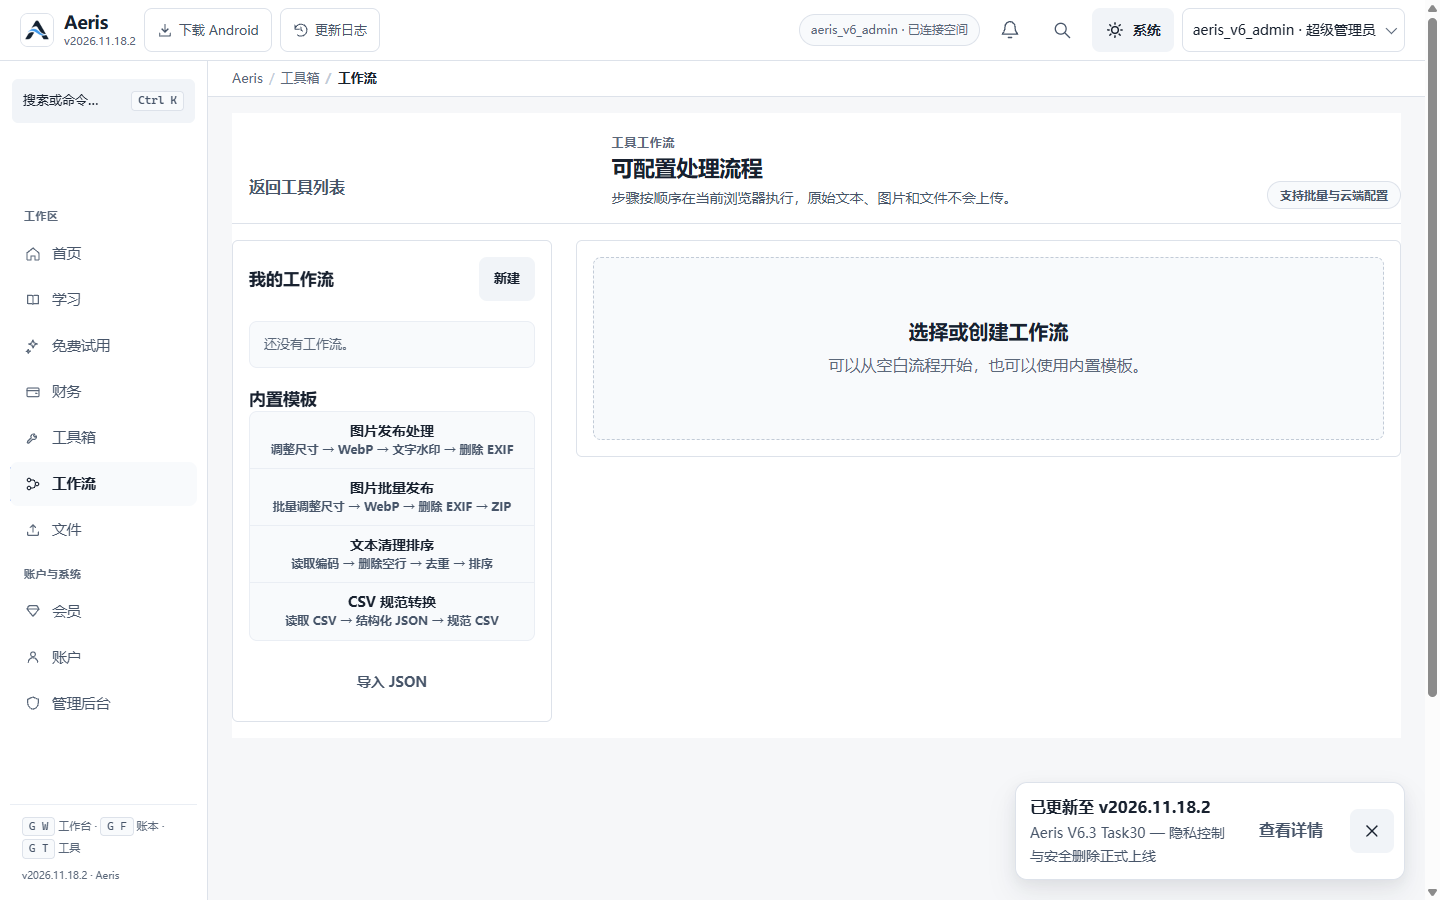 Aeris
v2026.11.18.2
下载 Android
更新日志
aeris_v6_admin · 已连接空间
系统
aeris_v6_admin · 超级管理员
搜索或命令...
Ctrl K
Aeris / 工具箱 / 工作流
工作区
首页
学习
免费试用
财务
工具箱
工作流
文件
账户与系统
会员
账户
管理后台
G W 工作台 · G F 账本 ·
G T 工具
v2026.11.18.2 · Aeris
返回工具列表
工具工作流
可配置处理流程
步骤按顺序在当前浏览器执行，原始文本、图片和文件不会上传。
支持批量与云端配置
我的工作流
新建
还没有工作流。
内置模板
图片发布处理
调整尺寸 → WebP → 文字水印 → 删除 EXIF
图片批量发布
批量调整尺寸 → WebP → 删除 EXIF → ZIP
文本清理排序
读取编码 → 删除空行 → 去重 → 排序
CSV 规范转换
读取 CSV → 结构化 JSON → 规范 CSV
导入 JSON
选择或创建工作流
可以从空白流程开始，也可以使用内置模板。
已更新至 v2026.11.18.2
Aeris V6.3 Task30 — 隐私控制
与安全删除正式上线
查看详情